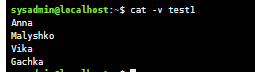 sysadmin@localhost:~$ cat -v test1
Anna
Malyshko
Vika
Gachka